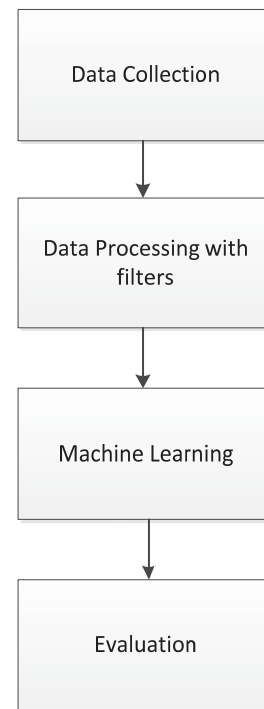 Data Collection
Data Processing with
filters
Machine Learning
Evaluation